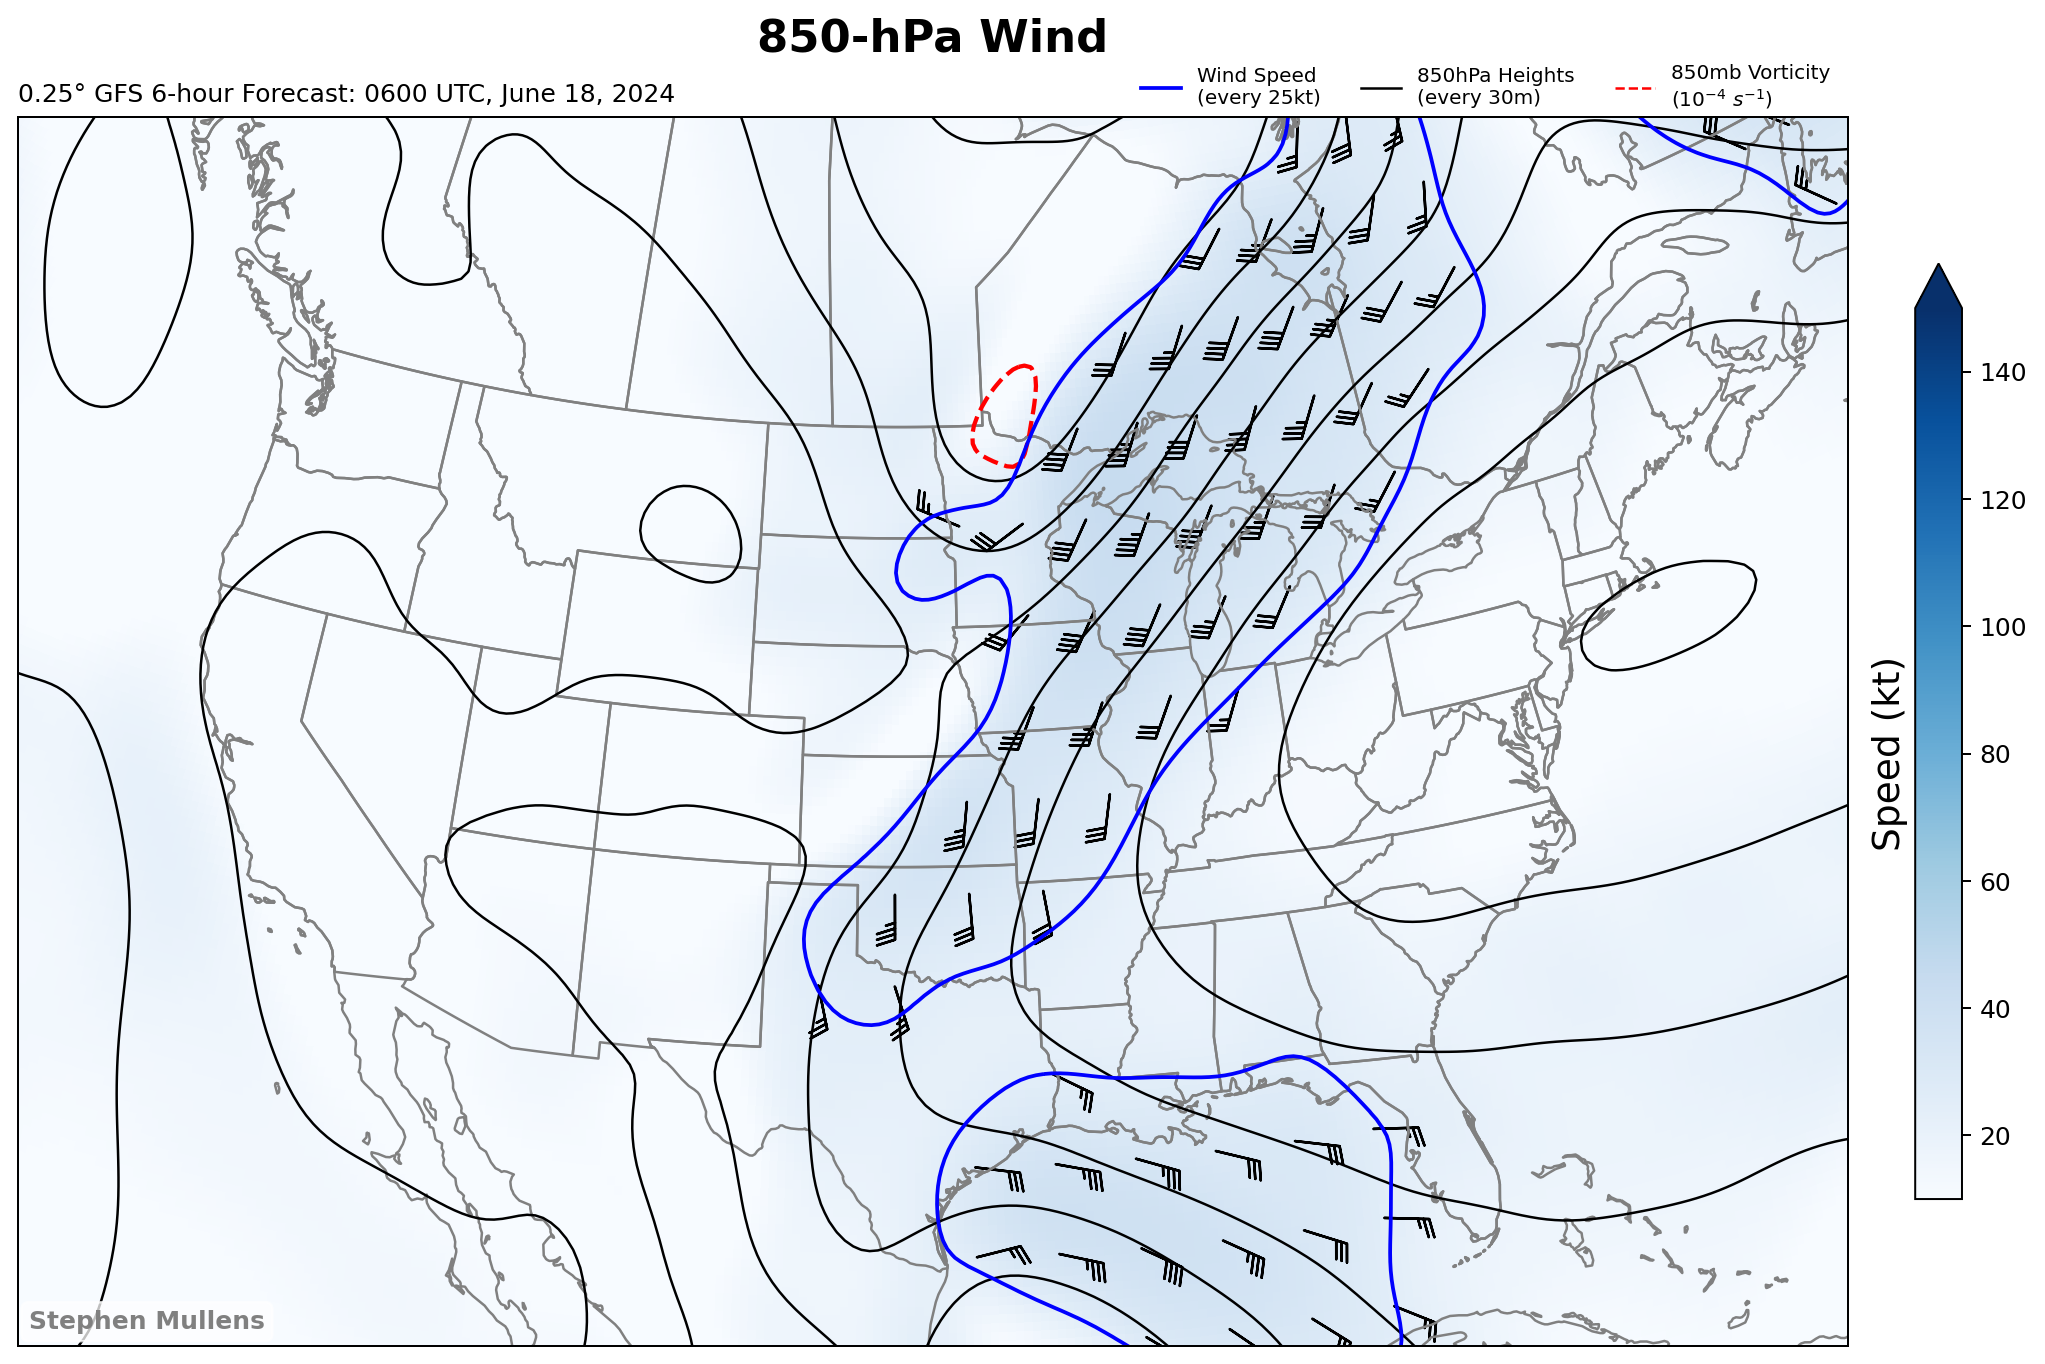 850-hPa Wind
0.25° GFS 6-hour Forecast: 0600 UTC, June 18, 2024
Wind Speed
(every 25kt)
850hPa Heights
(every 30m)
850mb Vorticity
(10⁻⁴ s⁻¹)
140
120
100
80
60
40
20
Speed (kt)
Stephen Mullens